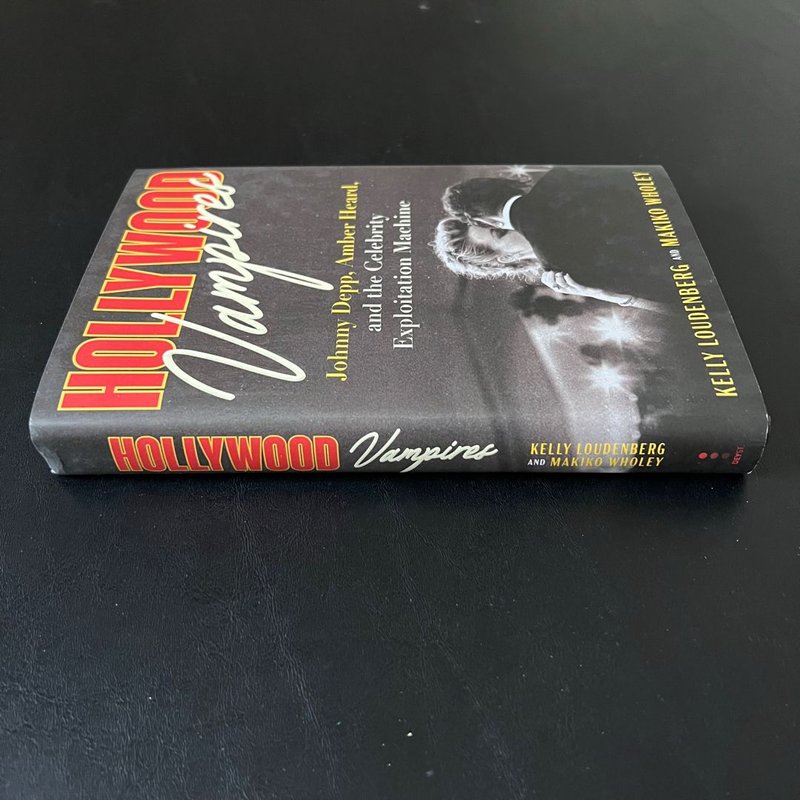 HOLLYWOOD
Vampires
Johnny Depp, Amber Heard,
and the Celebrity
Exploitation Machine
KELLY LOUDENBERG AND MAKIKO WHOLEY
HOLLYWOOD Vampires
KELLY LOUDENBERG
AND MAKIKO WHOLEY
DEYST